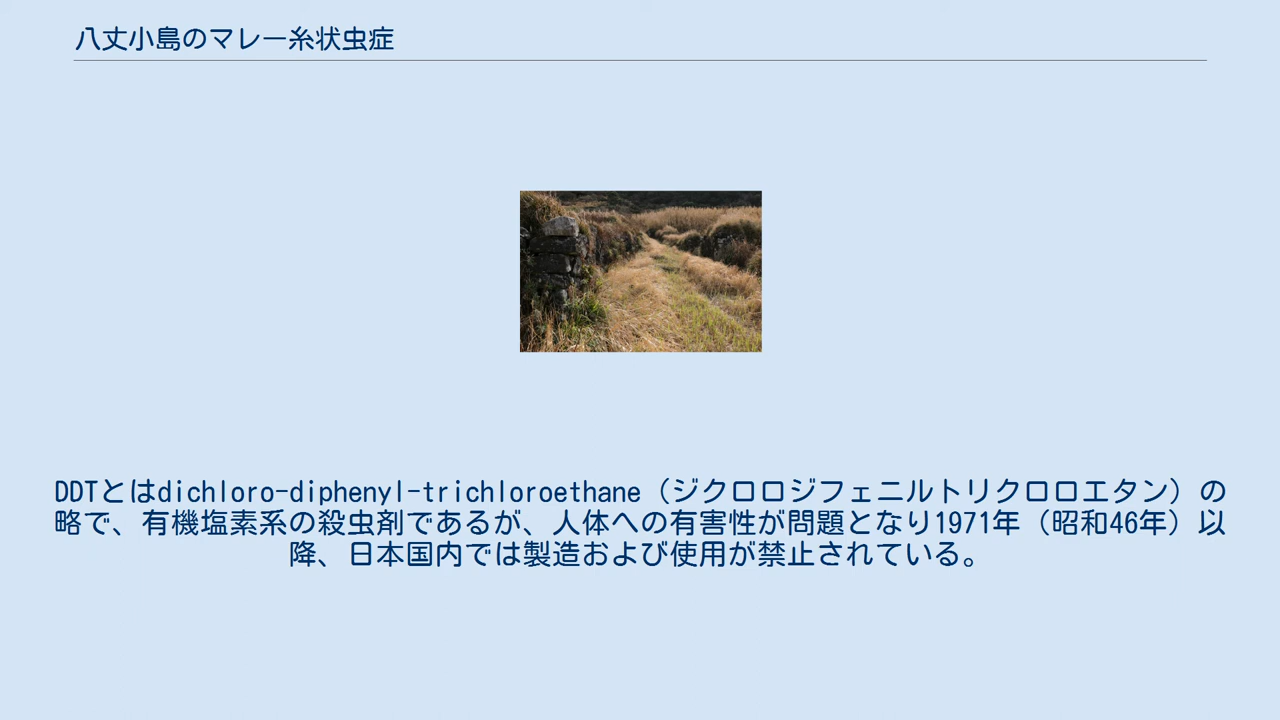 八丈小島のマレー糸状虫症
DDTとはdichloro-diphenyl-trichloroethane（ジクロロジフェニルトリクロロエタン）の
略で、有機塩素系の殺虫剤であるが、人体への有害性が問題となり1971年（昭和46年）以
降、日本国内では製造および使用が禁止されている。